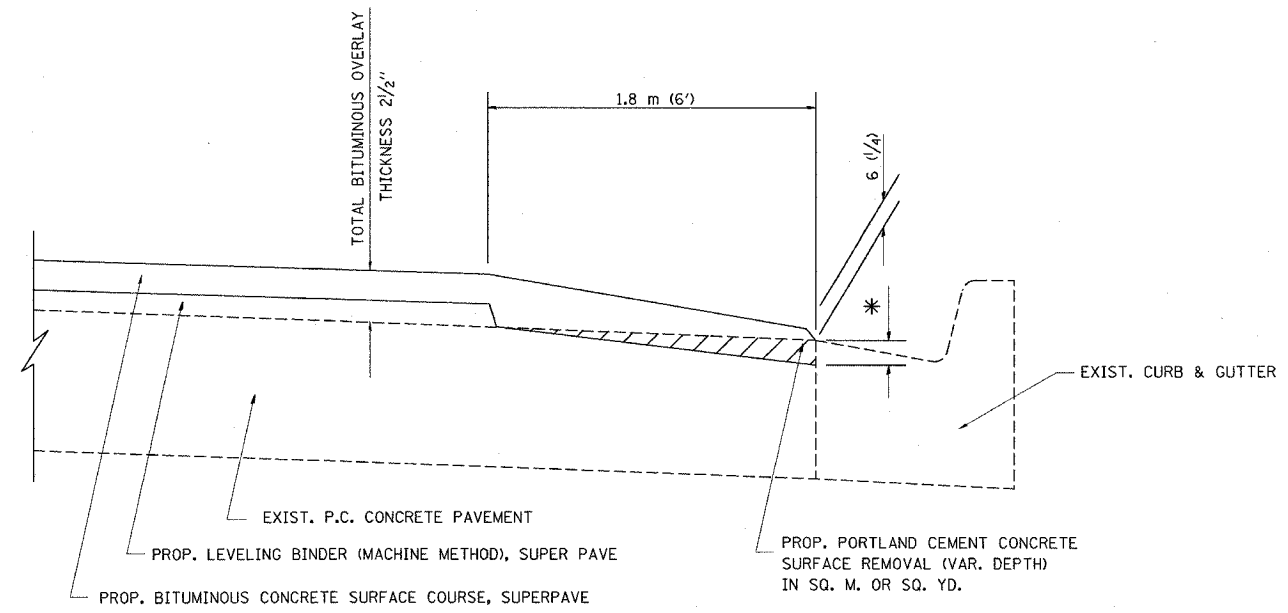 TOTAL BITUMINOUS OVERLAY
THICKNESS 2 1/2"
1.8 m (6')
6 (1/4)
*
EXIST. CURB & GUTTER
EXIST. P.C. CONCRETE PAVEMENT
PROP. LEVELING BINDER (MACHINE METHOD), SUPER PAVE
PROP. BITUMINOUS CONCRETE SURFACE COURSE, SUPERPAVE
PROP. PORTLAND CEMENT CONCRETE
SURFACE REMOVAL (VAR. DEPTH)
IN SQ. M. OR SQ. YD.